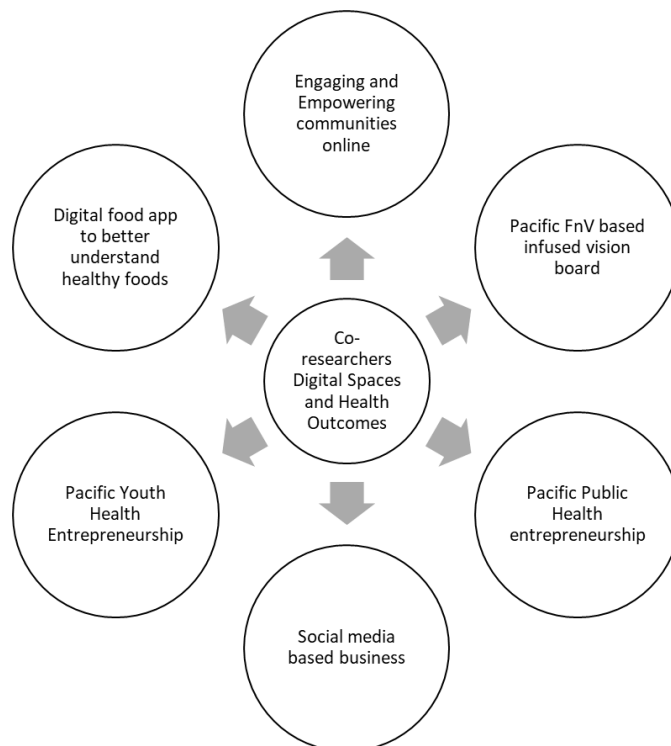 Engaging and
Empowering
communities
online
Digital food app
to better
understand
healthy foods
Pacific FnV based
infused vision
board
Co-
researchers
Digital Spaces
and Health
Outcomes
Pacific Youth
Health
Entrepreneurship
Pacific Public
Health
entrepreneurship
Social media
based business